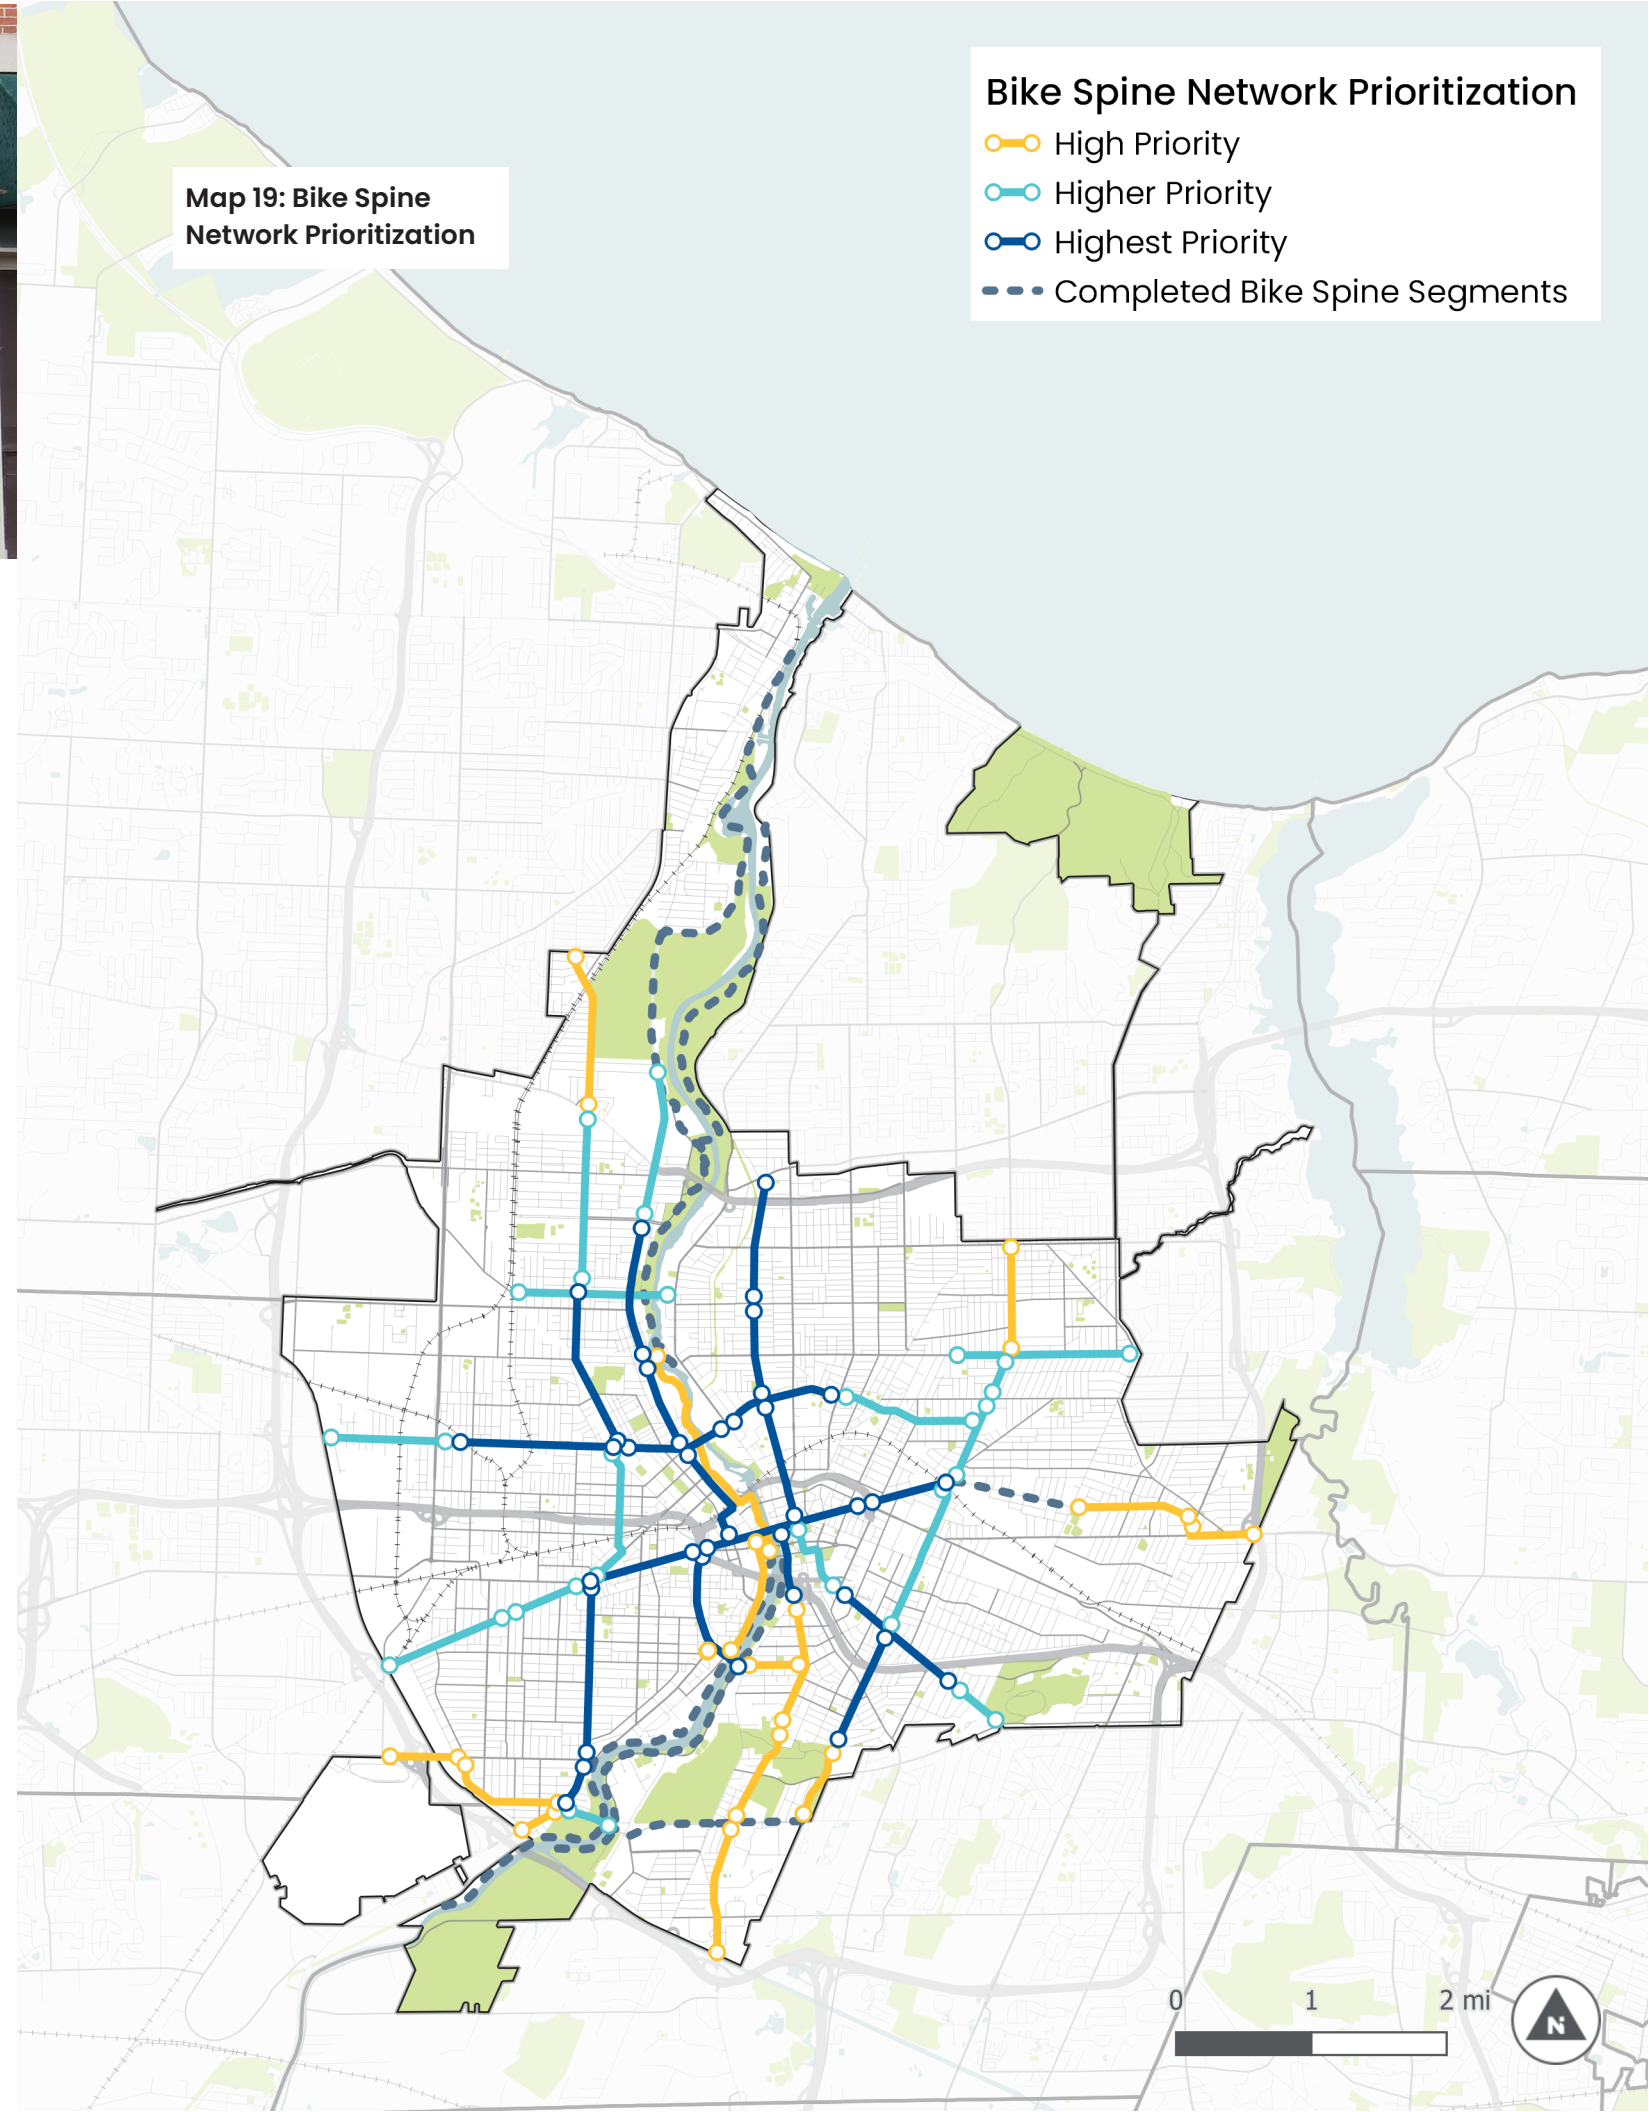 Bike Spine Network Prioritization
High Priority
Higher Priority
Highest Priority
Completed Bike Spine Segments
Map 19: Bike Spine
Network Prioritization
0 1 2 mi
N